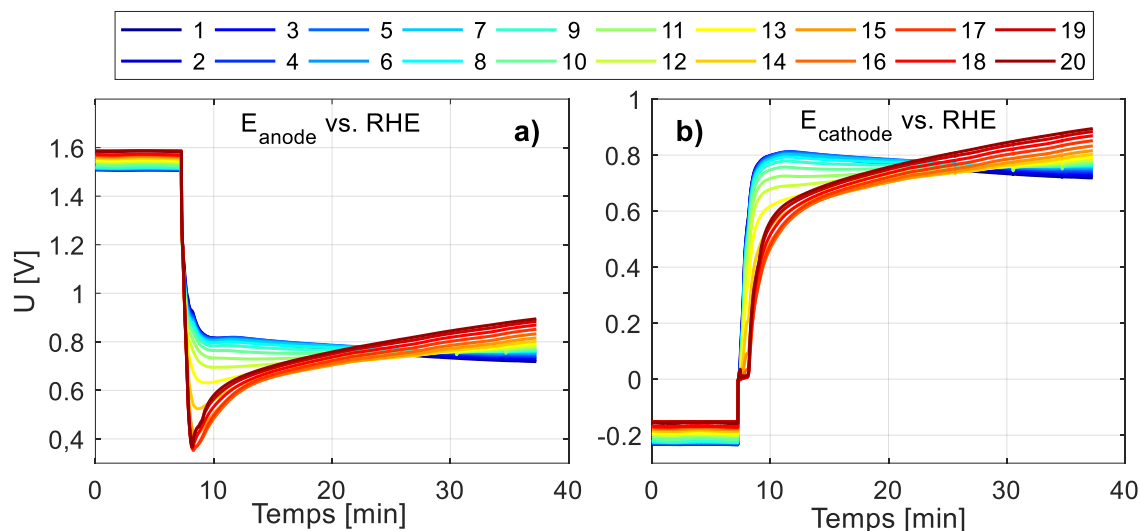 1 3 5 7 9 11 13 15 17 19
2 4 6 8 10 12 14 16 18 20
E_anode vs. RHE a)
E_cathode vs. RHE b)
U [V]
1.6
1.4
1.2
1
0.8
0.6
0,4
0 10 20 30 40
Temps [min]
1
0.8
0.6
0.4
0.2
0
-0.2
0 10 20 30 40
Temps [min]